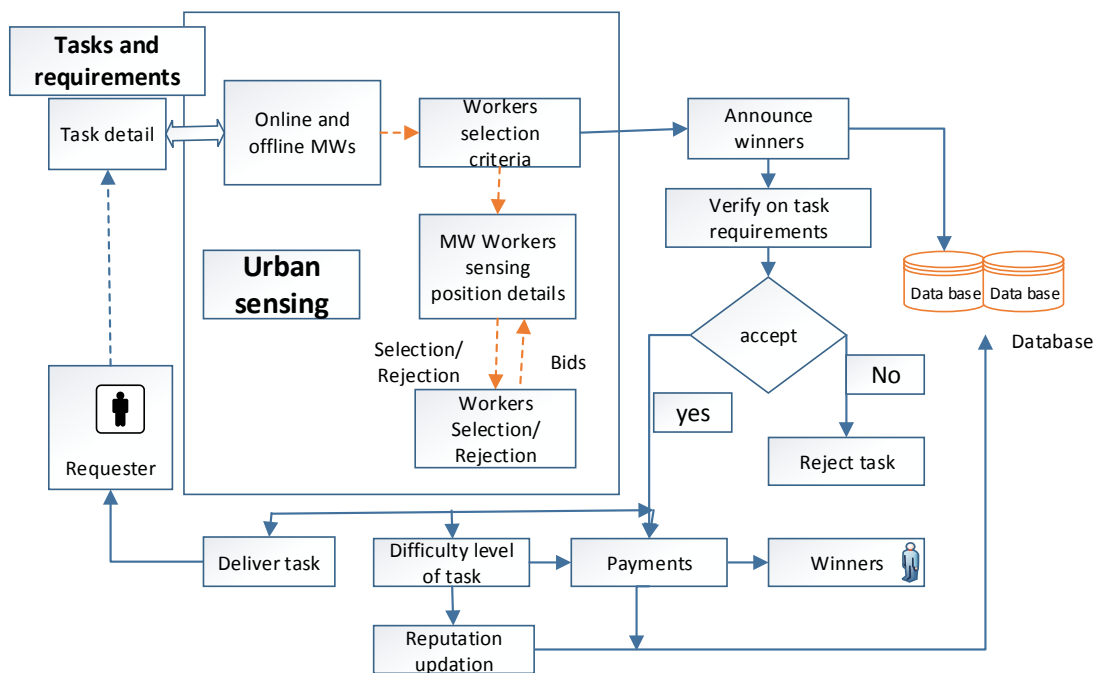 Tasks and
requirements
Task detail
Online and
offline MWs
Workers
selection
criteria
Announce
winners
Verify on task
requirements
MW Workers
sensing
position details
Urban
sensing
Data base
Data base
Database
accept
Selection/
Rejection
Bids
No
yes
Workers
Selection/
Rejection
Requester
Reject task
Deliver task
Difficulty level
of task
Payments
Winners
Reputation
updation